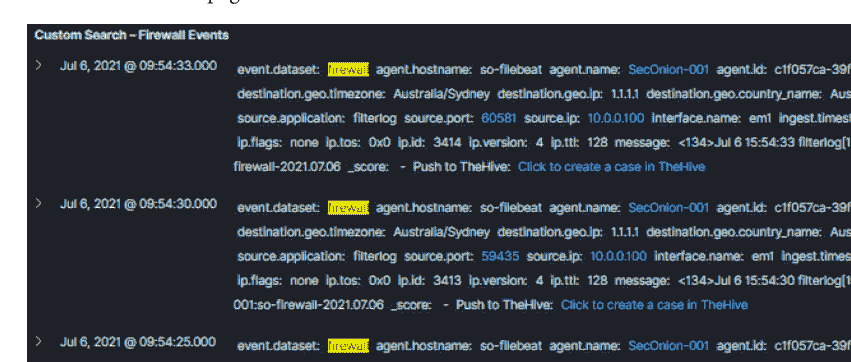 Custom Search – Firewall Events
Jul 6, 2021 @ 09:54:33.000 event.dataset: firewall agent.hostname: so-filebeat agent.name: SecOnion-001 agent.id: c1f057ca-39f
destination.geo.timezone: Australia/Sydney destination.geo.ip: 1.1.1.1 destination.geo.country_name: Aus
source.application: filterlog source.port: 60581 source.ip: 10.0.0.100 interface.name: em1 ingest.timest
ip.flags: none ip.tos: 0x0 ip.id: 3414 ip.version: 4 ip.ttl: 128 message: <134>Jul 6 15:54:33 filterlog[1
firewall-2021.07.06 _score: - Push to TheHive: Click to create a case in TheHive
Jul 6, 2021 @ 09:54:30.000 event.dataset: firewall agent.hostname: so-filebeat agent.name: SecOnion-001 agent.id: c1f057ca-39f
destination.geo.timezone: Australia/Sydney destination.geo.ip: 1.1.1.1 destination.geo.country_name: Aus
source.application: filterlog source.port: 59435 source.ip: 10.0.0.100 interface.name: em1 ingest.times
ip.flags: none ip.tos: 0x0 ip.id: 3413 ip.version: 4 ip.ttl: 128 message: <134>Jul 6 15:54:30 filterlog[1
001:so-firewall-2021.07.06 _score: - Push to TheHive: Click to create a case in TheHive
Jul 6, 2021 @ 09:54:25.000 event.dataset: firewall agent.hostname: so-filebeat agent.name: SecOnion-001 agent.id: c1f057ca-39f